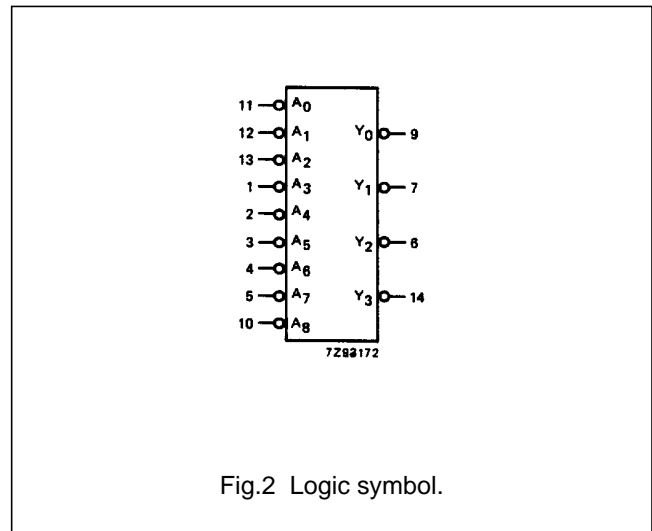 11 A0
12 A1 Y0 9
13 A2
1 A3 Y1 7
2 A4
3 A5 Y2 6
4 A6
5 A7 Y3 14
10 A8
7Z93172
Fig.2 Logic symbol.